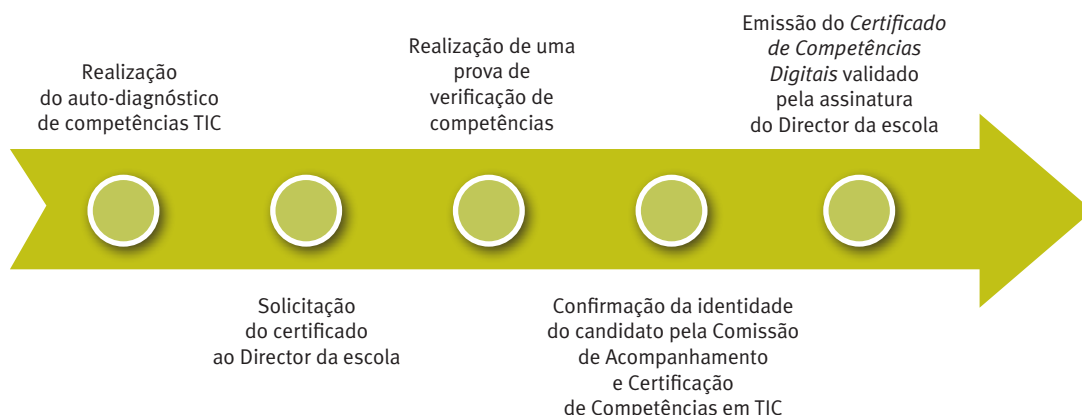 Realização
do auto-diagnóstico
de competências TIC
Solicitação
do certificado
ao Director da escola
Realização de uma
prova de
verificação de
competências
Confirmação da identidade
do candidato pela Comissão
de Acompanhamento
e Certificação
de Competências em TIC
Emissão do Certificado
de Competências
Digitais validado
pela assinatura
do Director da escola